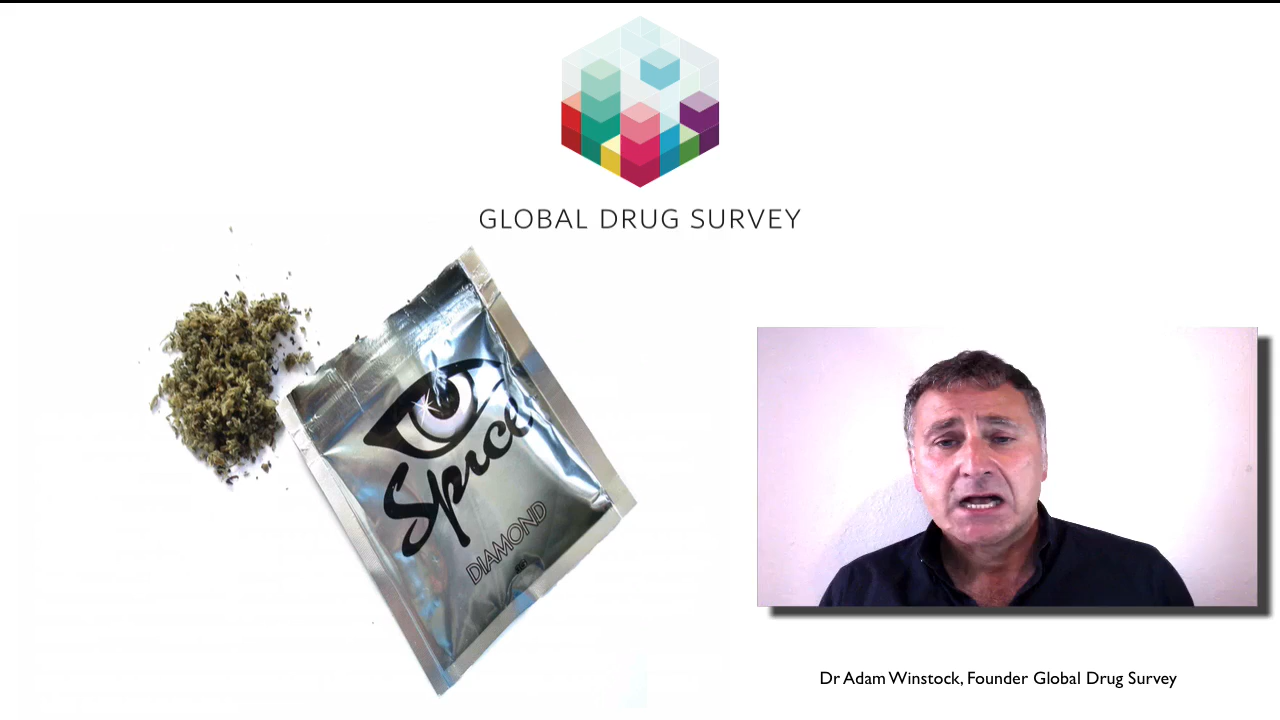 GLOBAL DRUG SURVEY
Spice
DIAMOND
Dr Adam Winstock, Founder Global Drug Survey